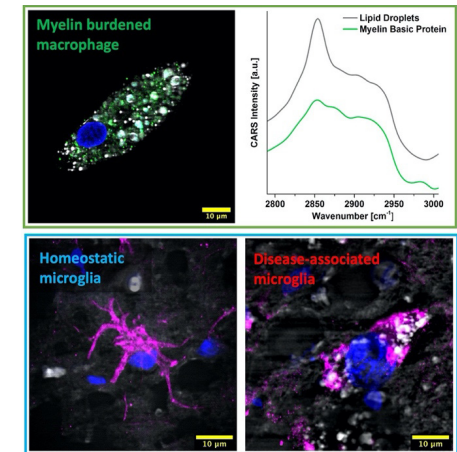 Myelin burdened
macrophage
10 µm
CARS Intensity [a.u.]
Lipid Droplets
Myelin Basic Protein
2800
2850
2900
2950
3000
Wavenumber [cm⁻¹]
Homeostatic
microglia
10 µm
Disease-associated
microglia
10 µm